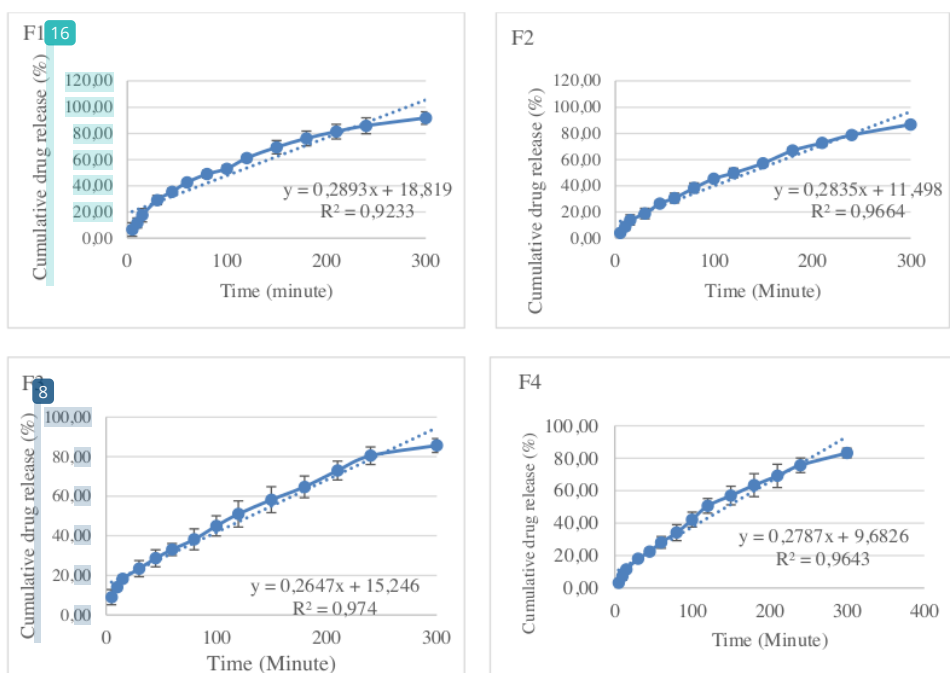 F1
16
Cumulative drug release (%)
120,00
100,00
80,00
60,00
40,00
20,00
0,00
y = 0,2893x + 18,819
R² = 0,9233
0
100
200
300
Time (minute)
F2
Cumulative drug release (%)
120,00
100,00
80,00
60,00
40,00
20,00
0,00
y = 0,2835x + 11,498
R² = 0,9664
0
100
200
300
Time (Minute)
8
Cumulative drug release (%)
100,00
80,00
60,00
40,00
20,00
0,00
y = 0,2647x + 15,246
R² = 0,974
0
100
200
300
Time (Minute)
F4
Cumulative drug release (%)
100,00
80,00
60,00
40,00
20,00
0,00
y = 0,2787x + 9,6826
R² = 0,9643
0
100
200
300
400
Time (Minute)